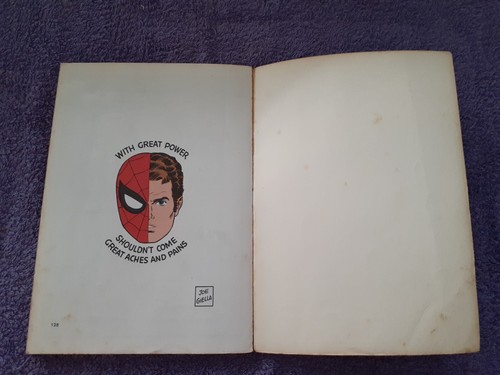 WITH GREAT POWER
SHOULDN'T COME
GREAT ACHES AND PAINS
JOE
GIELLA
158